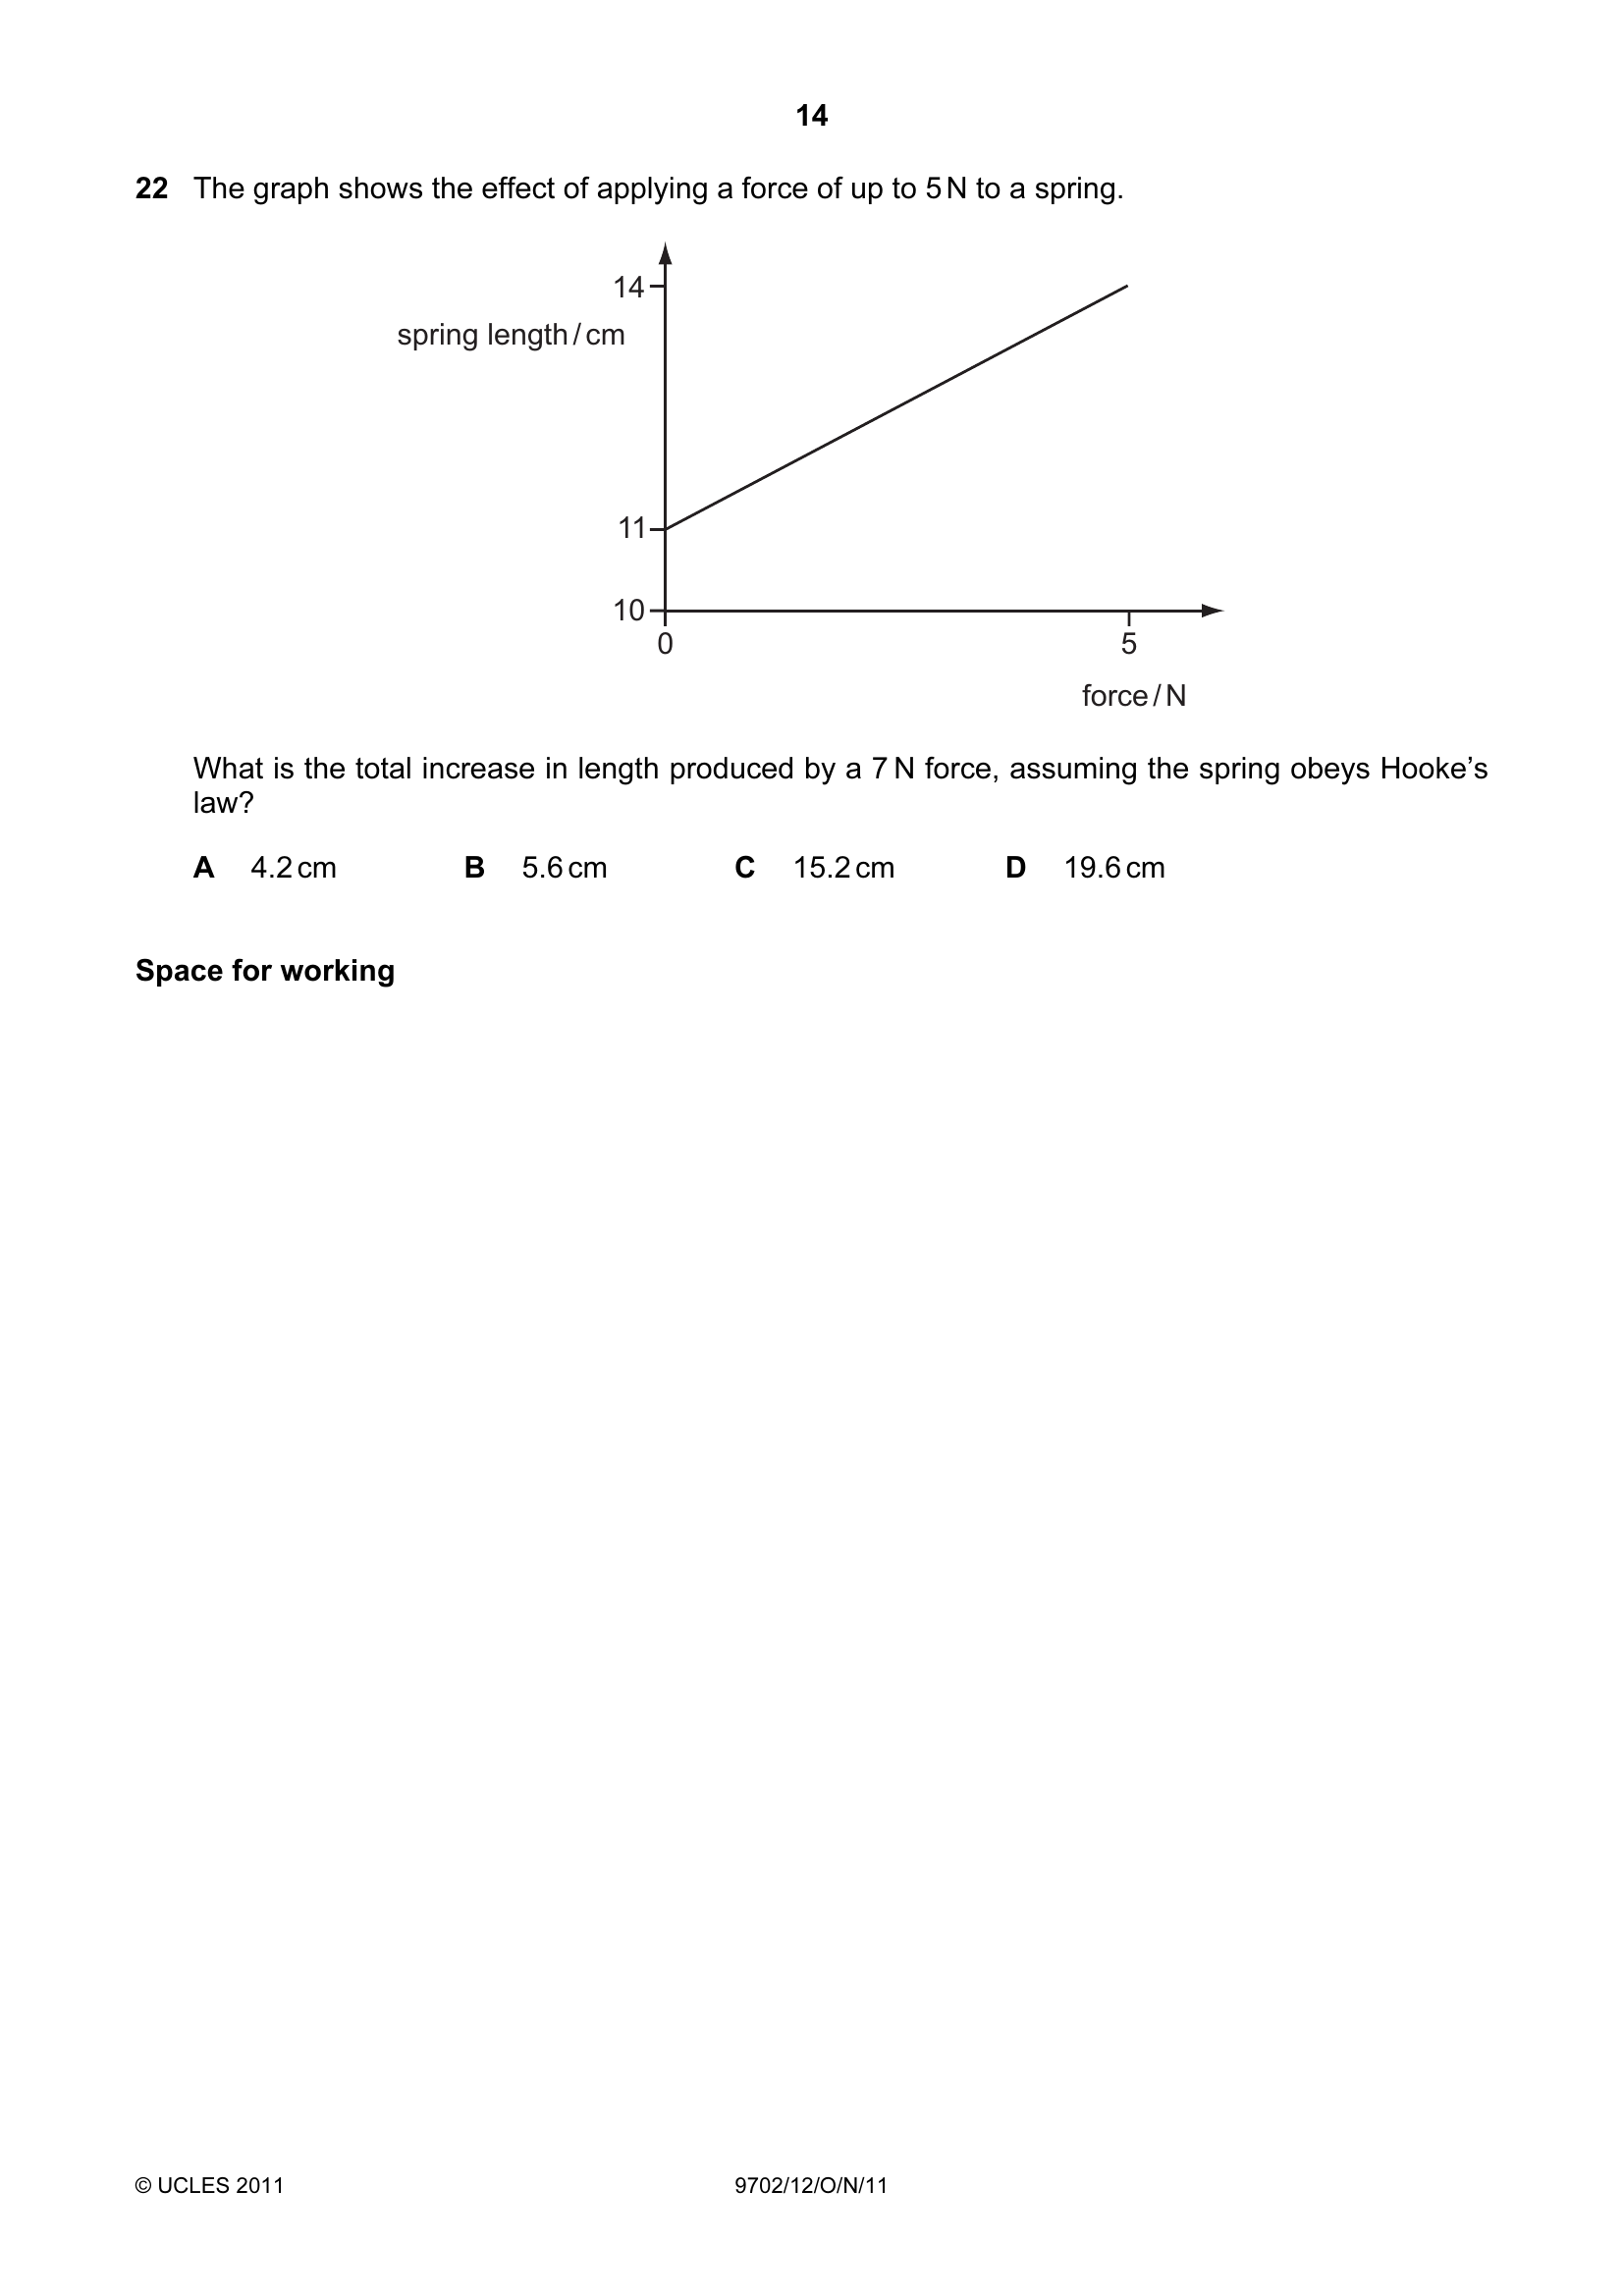 14
22 The graph shows the effect of applying a force of up to 5 N to a spring.
14
spring length / cm
11
10
0 5
force / N
What is the total increase in length produced by a 7 N force, assuming the spring obeys Hooke’s
law?
A 4.2 cm B 5.6 cm C 15.2 cm D 19.6 cm
Space for working
© UCLES 2011 9702/12/O/N/11